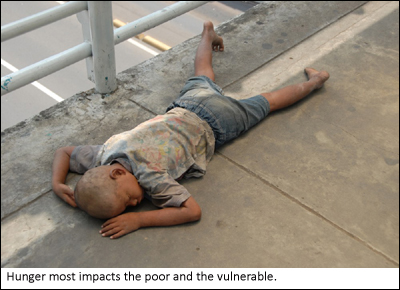 Hunger most impacts the poor and the vulnerable.